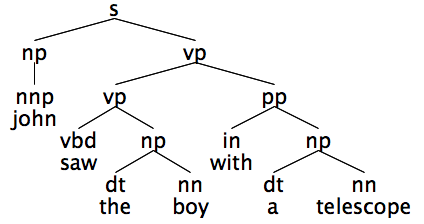 s
np vp
nnp vp pp
john
vbd np in np
saw with
dt nn dt nn
the boy a telescope